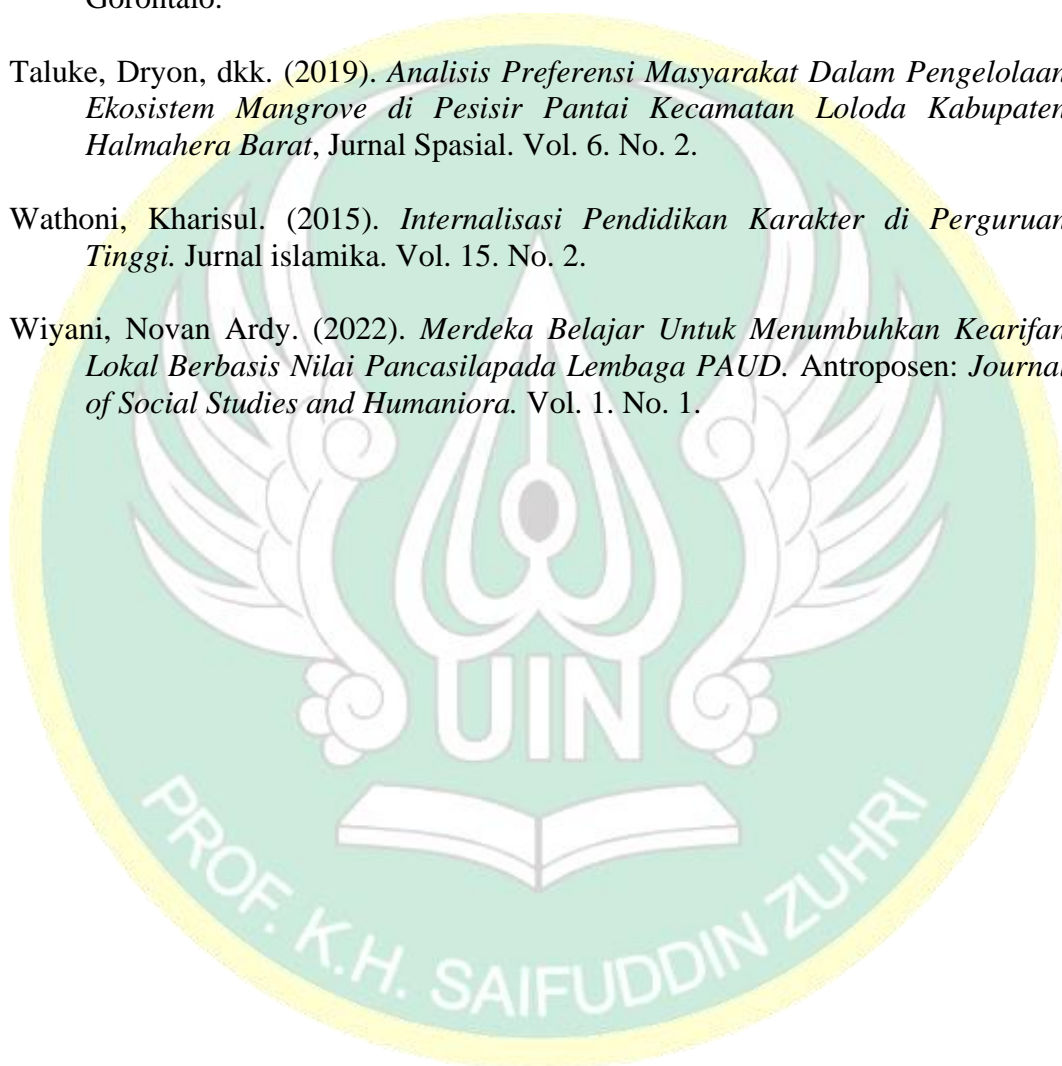 Gorontalo.
Taluke, Dryon, dkk. (2019). Analisis Preferensi Masyarakat Dalam Pengelolaan
Ekosistem Mangrove di Pesisir Pantai Kecamatan Loloda Kabupaten
Halmahera Barat, Jurnal Spasial. Vol. 6. No. 2.
Wathoni, Kharisul. (2015). Internalisasi Pendidikan Karakter di Perguruan
Tinggi. Jurnal islamika. Vol. 15. No. 2.
Wiyani, Novan Ardy. (2022). Merdeka Belajar Untuk Menumbuhkan Kearifan
Lokal Berbasis Nilai Pancasilapada Lembaga PAUD. Antroposen: Journal
of Social Studies and Humaniora. Vol. 1. No. 1.
UIN
PROF. K.H. SAIFUDDIN ZUHRI